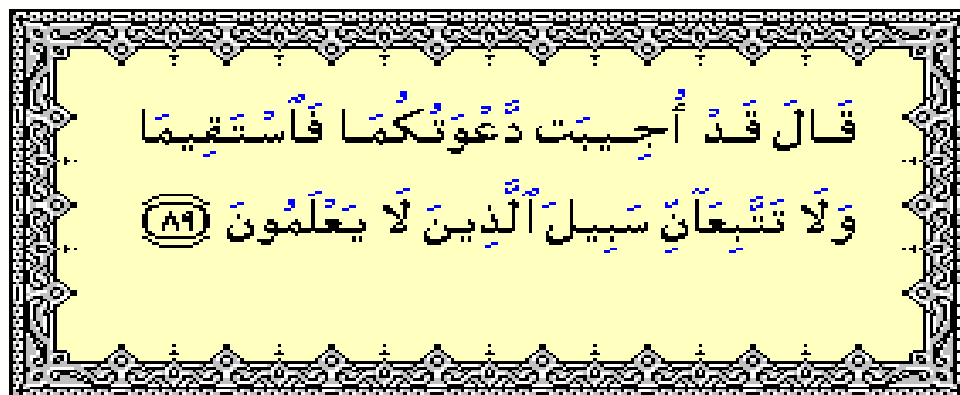 قَالَ قَدْ أُجِيبَت دَّعْوَتُكُمَا فَٱسْتَقِيمَا
وَلَا تَتَّبِعَآنِّ سَبِيلَ ٱلَّذِينَ لَا يَعْلَمُونَ ٨٩